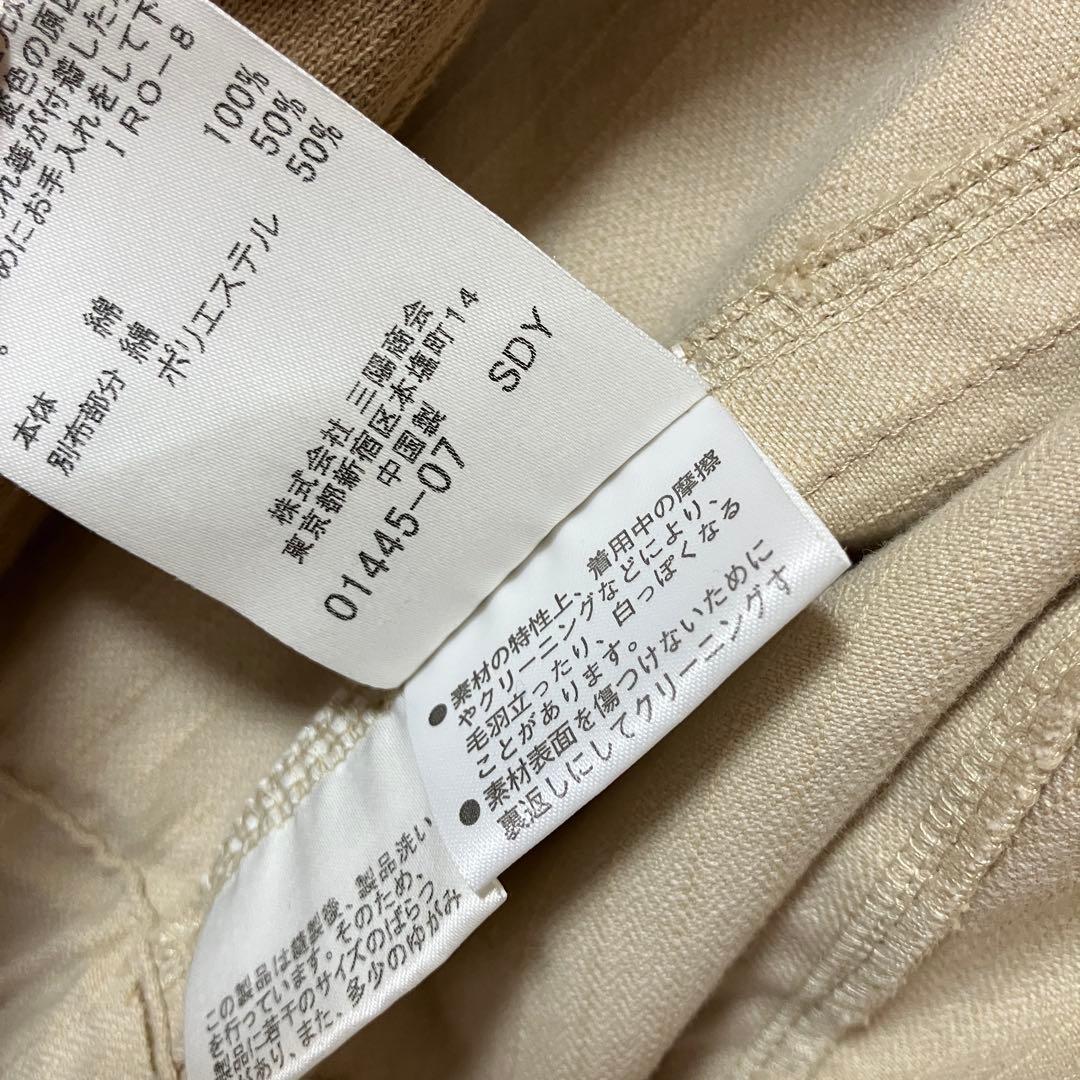 色の原因
れ等が付着した
めにお手入れをして下
IRO-8
。
本体 綿 100%
別布部分 綿 50%
ポリエステル 50%
株式会社 三陽商会
東京都新宿区本塩町14
中国製
01445-07 SDY
●素材の特性上、着用中の摩擦
やクリーニングなどにより、
毛羽立ったり、白っぽくなる
ことがあります。
●素材表面を傷つけないために
裏返しにしてクリーニングす
この製品は縫製後、製品洗い
を行っています。そのため、
製品に若干のサイズのばらつ
があり、また、多少のゆがみ